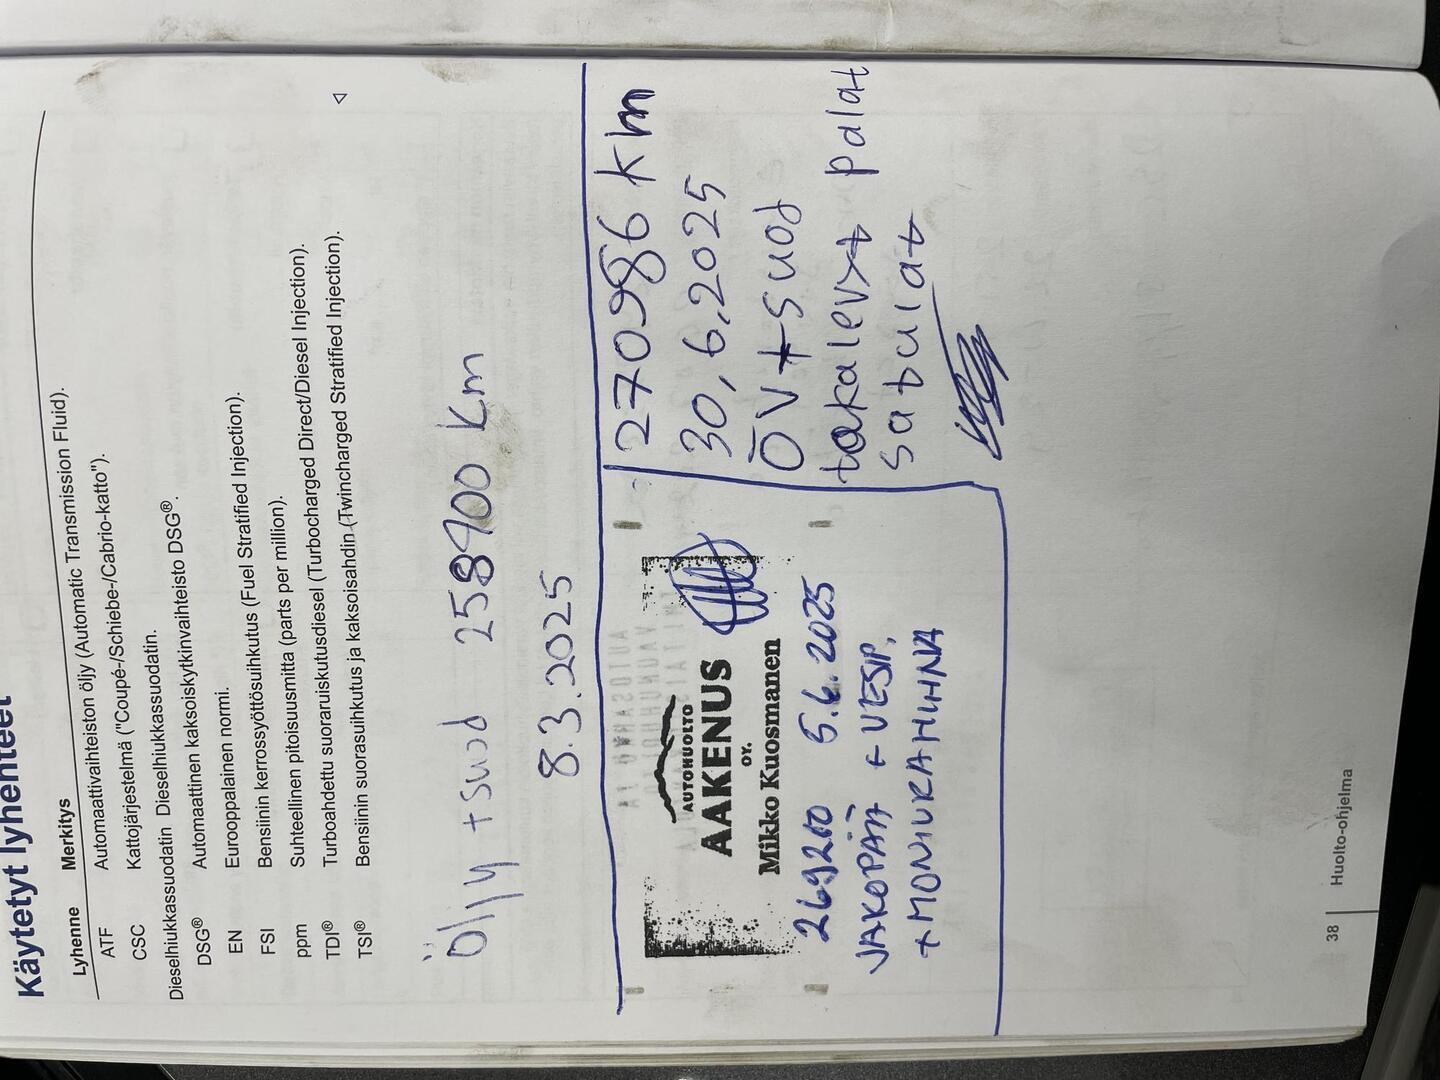 Käytetyt lyhenteet
Lyhenne Merkitys
ATF Automaattivaihteiston öljy (Automatic Transmission Fluid).
CSC Kattojärjestelmä ("Coupé-/Schiebe-/Cabrio-katto").
Dieselhiukkassuodatin Dieselhiukkassuodatin.
DSG® Automaattinen kaksoiskytkinvaihteisto DSG®.
EN Eurooppalainen normi.
FSI Bensiinin kerrossyöttösuihkutus (Fuel Stratified Injection).
ppm Suhteellinen pitoisuusmitta (parts per million).
TDI® Turboahdettu suoraruiskutusdiesel (Turbocharged Direct/Diesel Injection).
TSI® Bensiinin suorasuihkutus ja kaksoisahdin (Twincharged Stratified Injection).
Öljy + suod 258900 km
8.3.2025
AUTOHUOLTO
AAKENUS
OY.
Mikko Kuosmanen
269210 5.6.2025
JAKOPÄÄ + VESIP.
+ MONIURAHIHNA
270986 km
30,6,2025
ÖV+suod
takalevyt palat
satulat
38 Huolto-ohjelma